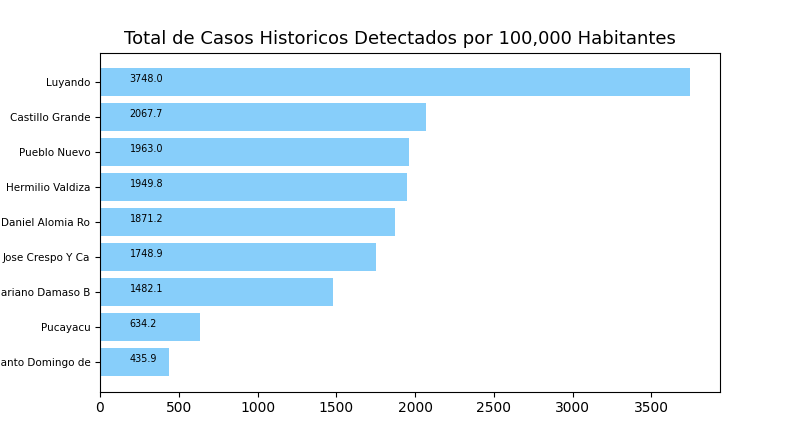 Total de Casos Historicos Detectados por 100,000 Habitantes
Luyando 3748.0
Castillo Grande 2067.7
Pueblo Nuevo 1963.0
Hermilio Valdiza 1949.8
Daniel Alomia Ro 1871.2
Jose Crespo Y Ca 1748.9
ariano Damaso B 1482.1
Pucayacu 634.2
anto Domingo de 435.9
0 500 1000 1500 2000 2500 3000 3500